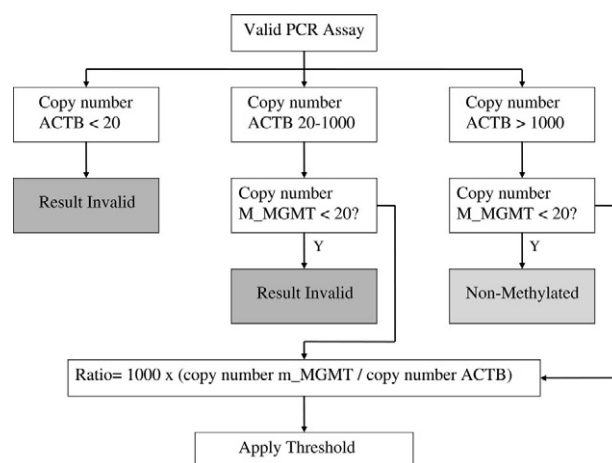 Valid PCR Assay
Copy number
ACTB < 20
Copy number
ACTB 20-1000
Copy number
ACTB > 1000
Result Invalid
Copy number
M_MGMT < 20?
Copy number
M_MGMT < 20?
Y
Y
Result Invalid
Non-Methylated
Ratio= 1000 x (copy number m_MGMT / copy number ACTB)
Apply Threshold